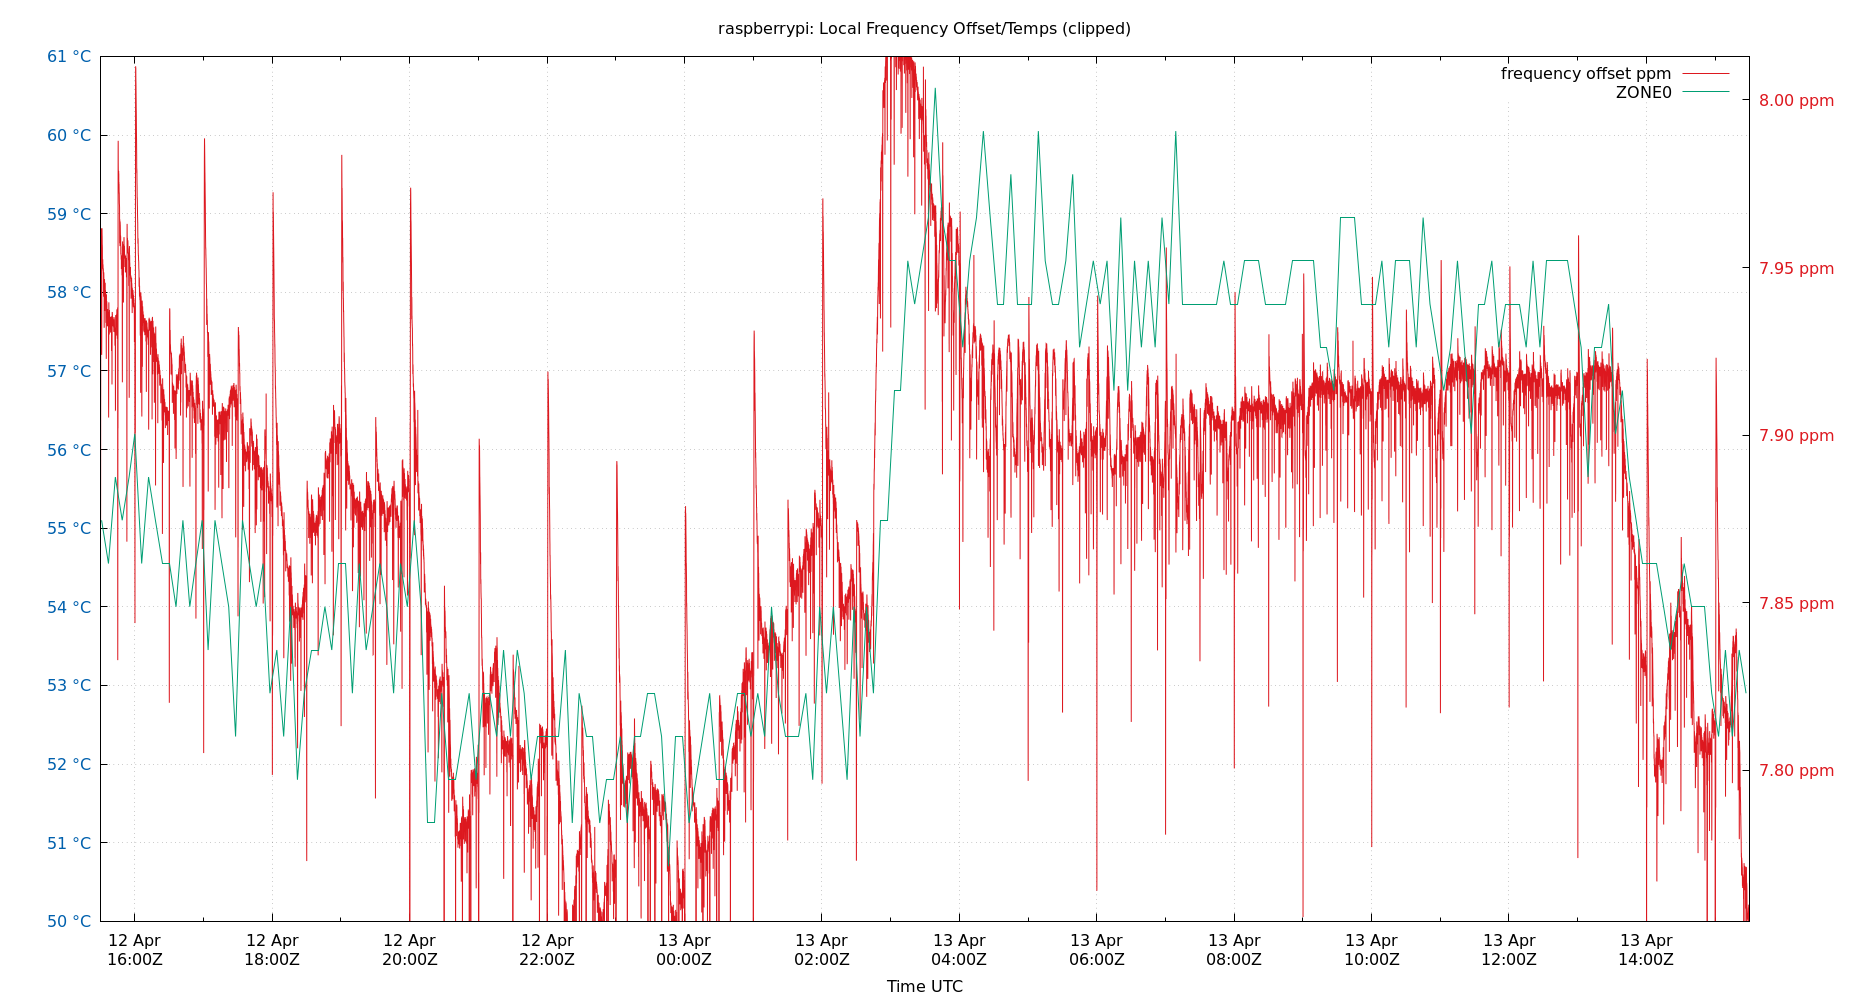 raspberrypi: Local Frequency Offset/Temps (clipped)
61 °C
60 °C
59 °C
58 °C
57 °C
56 °C
55 °C
54 °C
53 °C
52 °C
51 °C
50 °C
frequency offset ppm
ZONE0
8.00 ppm
7.95 ppm
7.90 ppm
7.85 ppm
7.80 ppm
12 Apr
16:00Z
12 Apr
18:00Z
12 Apr
20:00Z
12 Apr
22:00Z
13 Apr
00:00Z
13 Apr
02:00Z
13 Apr
04:00Z
13 Apr
06:00Z
13 Apr
08:00Z
13 Apr
10:00Z
13 Apr
12:00Z
13 Apr
14:00Z
Time UTC